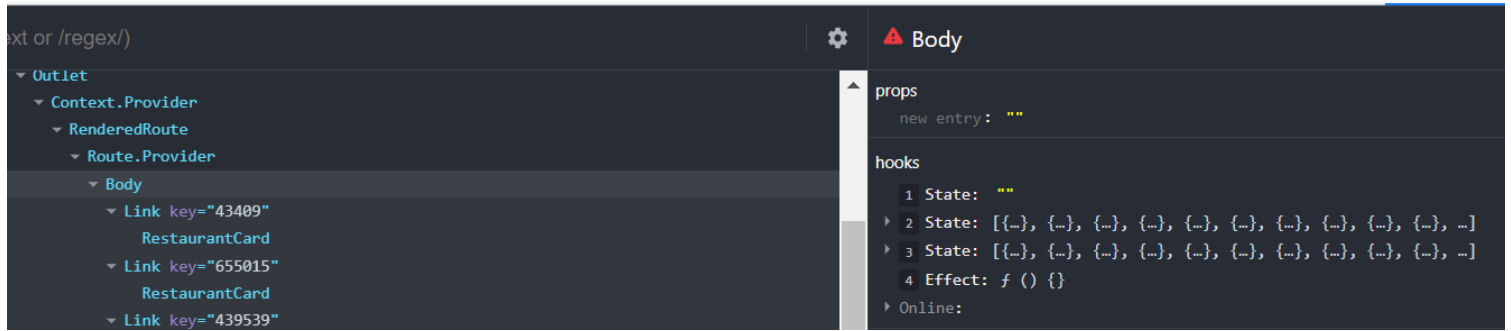 ext or /regex/)
Outlet
Context.Provider
RenderedRoute
Route.Provider
Body
Link key="43409"
RestaurantCard
Link key="655015"
RestaurantCard
Link key="439539"
Body
props
new entry: ""
hooks
1 State: ""
2 State: [{…}, {…}, {…}, {…}, {…}, {…}, {…}, {…}, {…}, {…}, …]
3 State: [{…}, {…}, {…}, {…}, {…}, {…}, {…}, {…}, {…}, {…}, …]
4 Effect: ƒ () {}
Online: